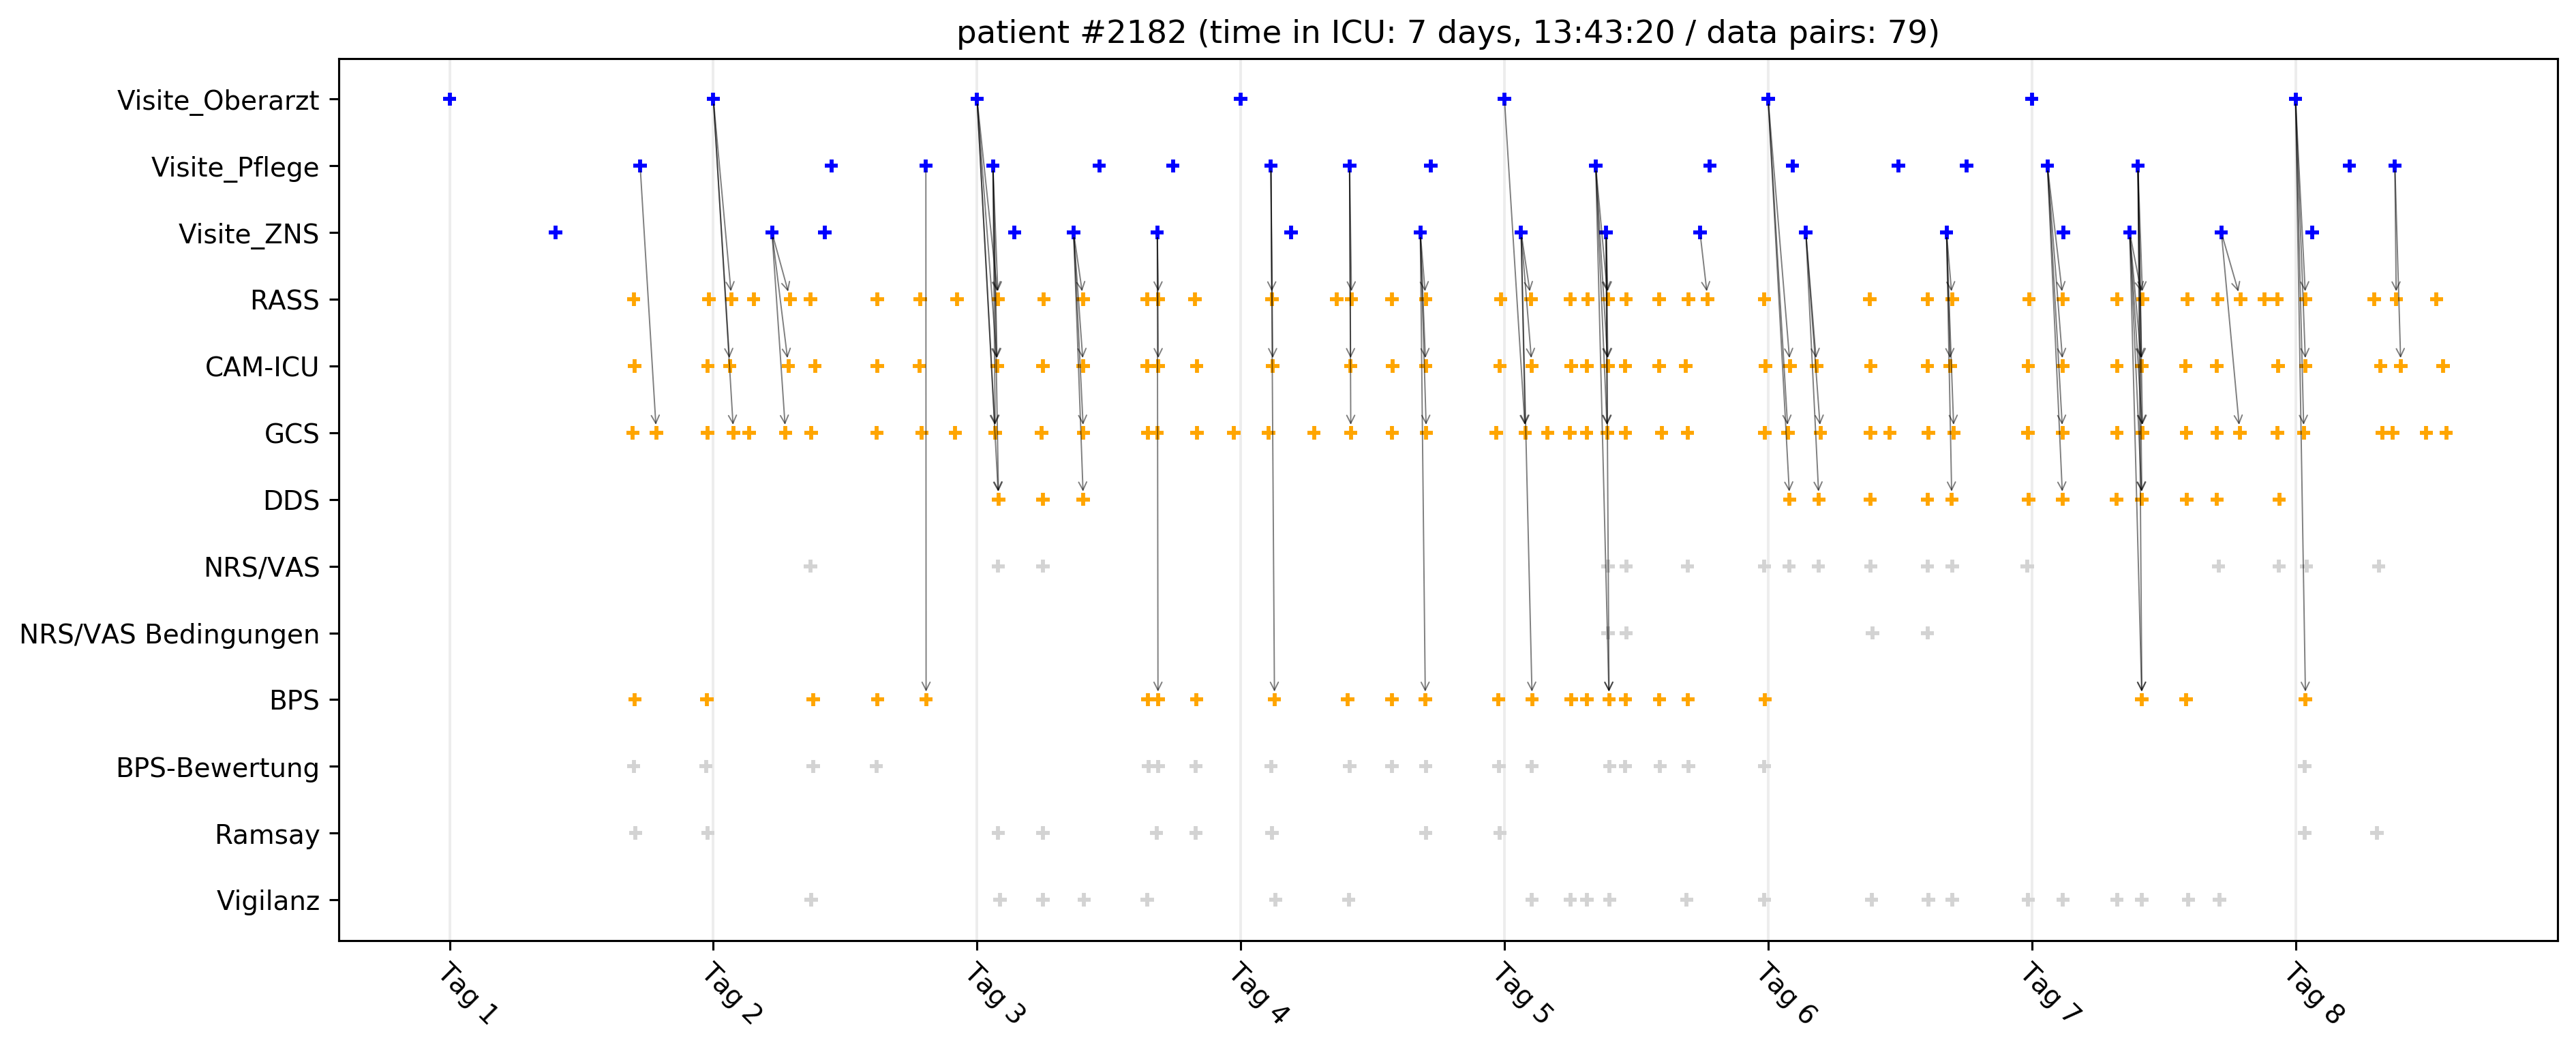 patient #2182 (time in ICU: 7 days, 13:43:20 / data pairs: 79)
Visite_Oberarzt
Visite_Pflege
Visite_ZNS
RASS
CAM-ICU
GCS
DDS
NRS/VAS
NRS/VAS Bedingungen
BPS
BPS-Bewertung
Ramsay
Vigilanz
Tag 1
Tag 2
Tag 3
Tag 4
Tag 5
Tag 6
Tag 7
Tag 8